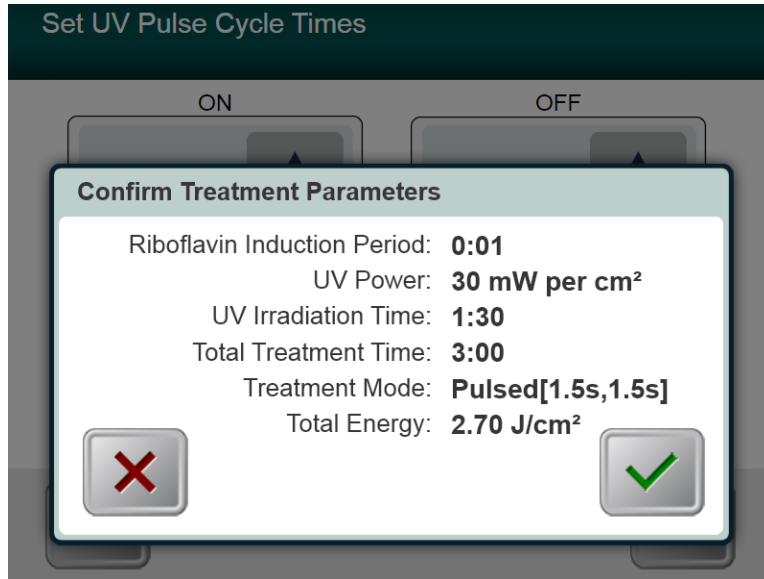 Set UV Pulse Cycle Times
ON OFF
Confirm Treatment Parameters
Riboflavin Induction Period: 0:01
UV Power: 30 mW per cm²
UV Irradiation Time: 1:30
Total Treatment Time: 3:00
Treatment Mode: Pulsed[1.5s,1.5s]
Total Energy: 2.70 J/cm²